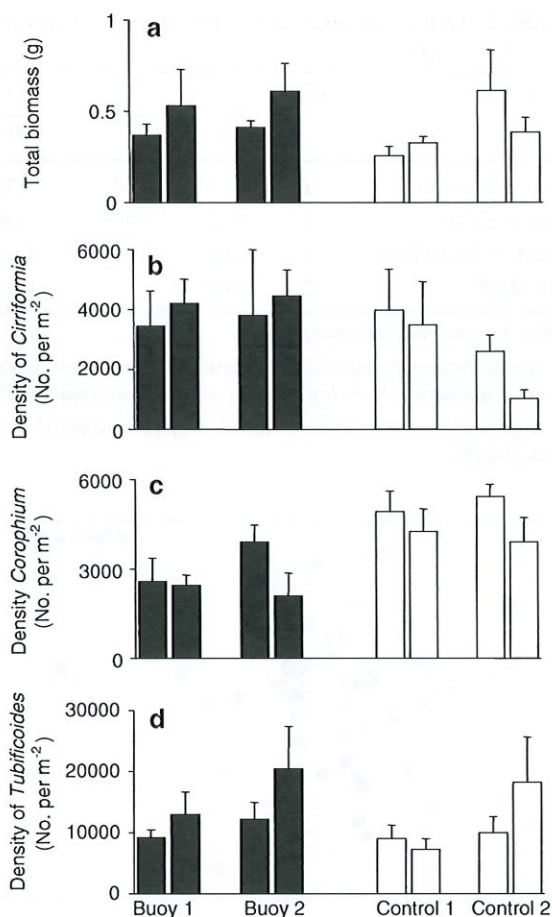 a
Total biomass (g)
1
0.5
0
b
Density of Cirriformia
(No. per m-2)
6000
4000
2000
0
c
Density Corophium
(No. per m-2)
6000
3000
0
d
Density of Tubificoides
(No. per m-2)
30000
20000
10000
0
Buoy 1 Buoy 2 Control 1 Control 2